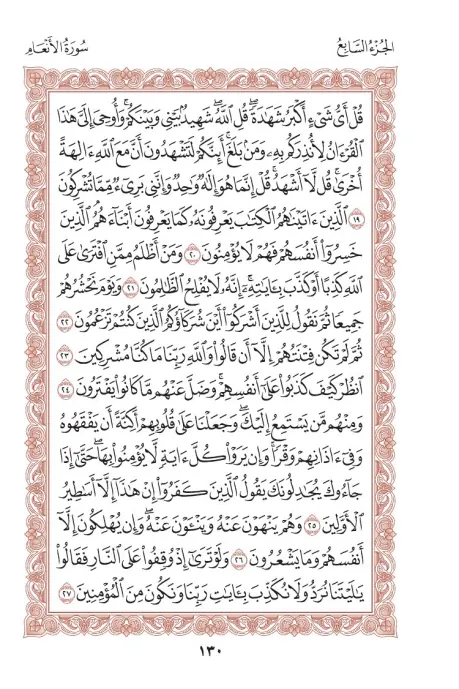 الجزء السابع
سورة الأنعام
قُلْ أَىُّ شَىْءٍ أَكْبَرُ شَهَٰدَةً ۖ قُلِ ٱللَّهُ ۖ شَهِيدٌۢ بَيْنِى وَبَيْنَكُمْ ۚ وَأُوحِىَ إِلَىَّ هَٰذَا
ٱلْقُرْءَانُ لِأُنذِرَكُم بِهِۦ وَمَنۢ بَلَغَ ۚ أَئِنَّكُمْ لَتَشْهَدُونَ أَنَّ مَعَ ٱللَّهِ ءَالِهَةً
أُخْرَىٰ ۚ قُل لَّآ أَشْهَدُ ۚ قُلْ إِنَّمَا هُوَ إِلَٰهٌ وَٰحِدٌ وَإِنَّنِى بَرِىٓءٌ مِّمَّا تُشْرِكُونَ
١٩ ٱلَّذِينَ ءَاتَيْنَٰهُمُ ٱلْكِتَٰبَ يَعْرِفُونَهُۥ كَمَا يَعْرِفُونَ أَبْنَآءَهُمُ ۘ ٱلَّذِينَ
خَسِرُوٓا۟ أَنفُسَهُمْ فَهُمْ لَا يُؤْمِنُونَ ٢٠ وَمَنْ أَظْلَمُ مِمَّنِ ٱفْتَرَىٰ عَلَى
ٱللَّهِ كَذِبًا أَوْ كَذَّبَ بِـَٔايَٰتِهِۦٓ ۗ إِنَّهُۥ لَا يُفْلِحُ ٱلظَّٰلِمُونَ ٢١ وَيَوْمَ نَحْشُرُهُمْ
جَمِيعًا ثُمَّ نَقُولُ لِلَّذِينَ أَشْرَكُوٓا۟ أَيْنَ شُرَكَآؤُكُمُ ٱلَّذِينَ كُنتُمْ تَزْعُمُونَ ٢٢
ثُمَّ لَمْ تَكُن فِتْنَتُهُمْ إِلَّآ أَن قَالُوا۟ وَٱللَّهِ رَبِّنَا مَا كُنَّا مُشْرِكِينَ ٢٣
ٱنظُرْ كَيْفَ كَذَبُوا۟ عَلَىٰٓ أَنفُسِهِمْ ۚ وَضَلَّ عَنْهُم مَّا كَانُوا۟ يَفْتَرُونَ ٢٤
وَمِنْهُم مَّن يَسْتَمِعُ إِلَيْكَ ۖ وَجَعَلْنَا عَلَىٰ قُلُوبِهِمْ أَكِنَّةً أَن يَفْقَهُوهُ
وَفِىٓ ءَاذَانِهِمْ وَقْرًا ۚ وَإِن يَرَوْا۟ كُلَّ ءَايَةٍ لَّا يُؤْمِنُوا۟ بِهَا ۚ حَتَّىٰٓ إِذَا
جَآءُوكَ يُجَٰدِلُونَكَ يَقُولُ ٱلَّذِينَ كَفَرُوٓا۟ إِنْ هَٰذَآ إِلَّآ أَسَٰطِيرُ
ٱلْأَوَّلِينَ ٢٥ وَهُمْ يَنْهَوْنَ عَنْهُ وَيَنْـَٔوْنَ عَنْهُ ۖ وَإِن يُهْلِكُونَ إِلَّآ
أَنفُسَهُمْ وَمَا يَشْعُرُونَ ٢٦ وَلَوْ تَرَىٰٓ إِذْ وُقِفُوا۟ عَلَى ٱلنَّارِ فَقَالُوا۟
يَٰلَيْتَنَا نُرَدُّ وَلَا نُكَذِّبَ بِـَٔايَٰتِ رَبِّنَا وَنَكُونَ مِنَ ٱلْمُؤْمِنِينَ ٢٧
١٣٠